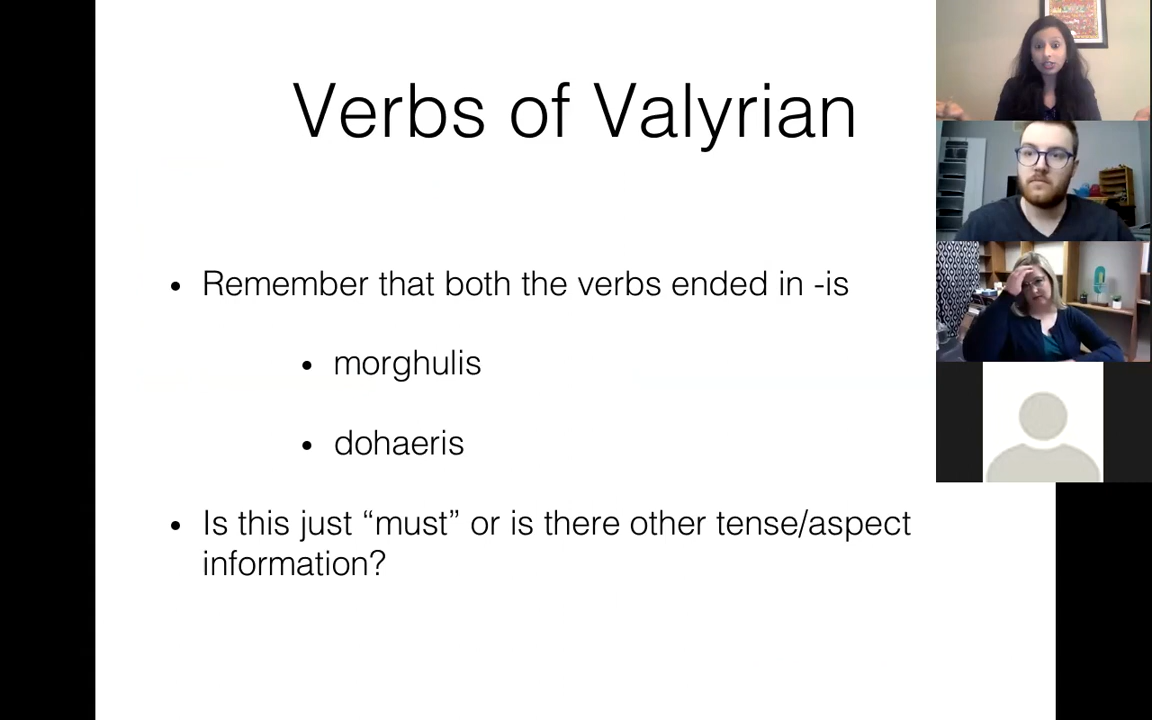 Verbs of Valyrian
• Remember that both the verbs ended in -is
• morghulis
• dohaeris
• Is this just “must” or is there other tense/aspect
information?